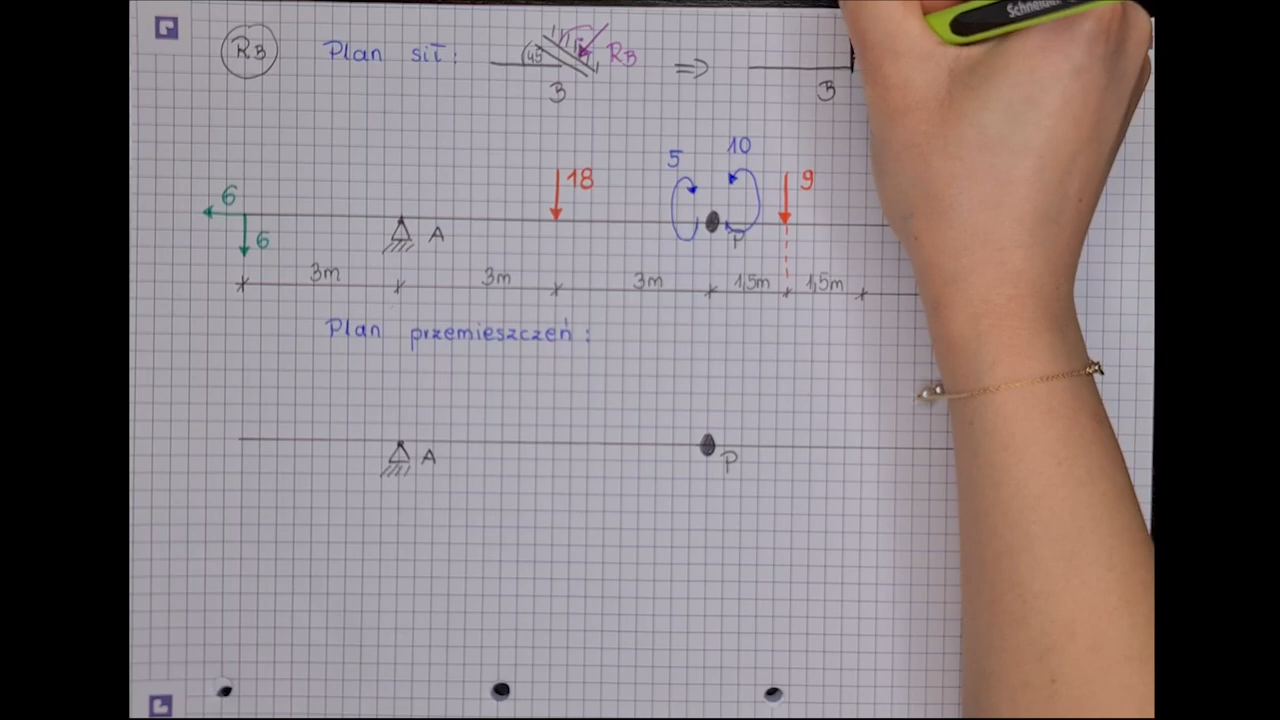 RB Plan sił: 45 RB ⇒
B B
5 10
6 18 9
6 A P
3m 3m 3m 1,5m 1,5m
Plan przemieszczeń:
A P
Schneider